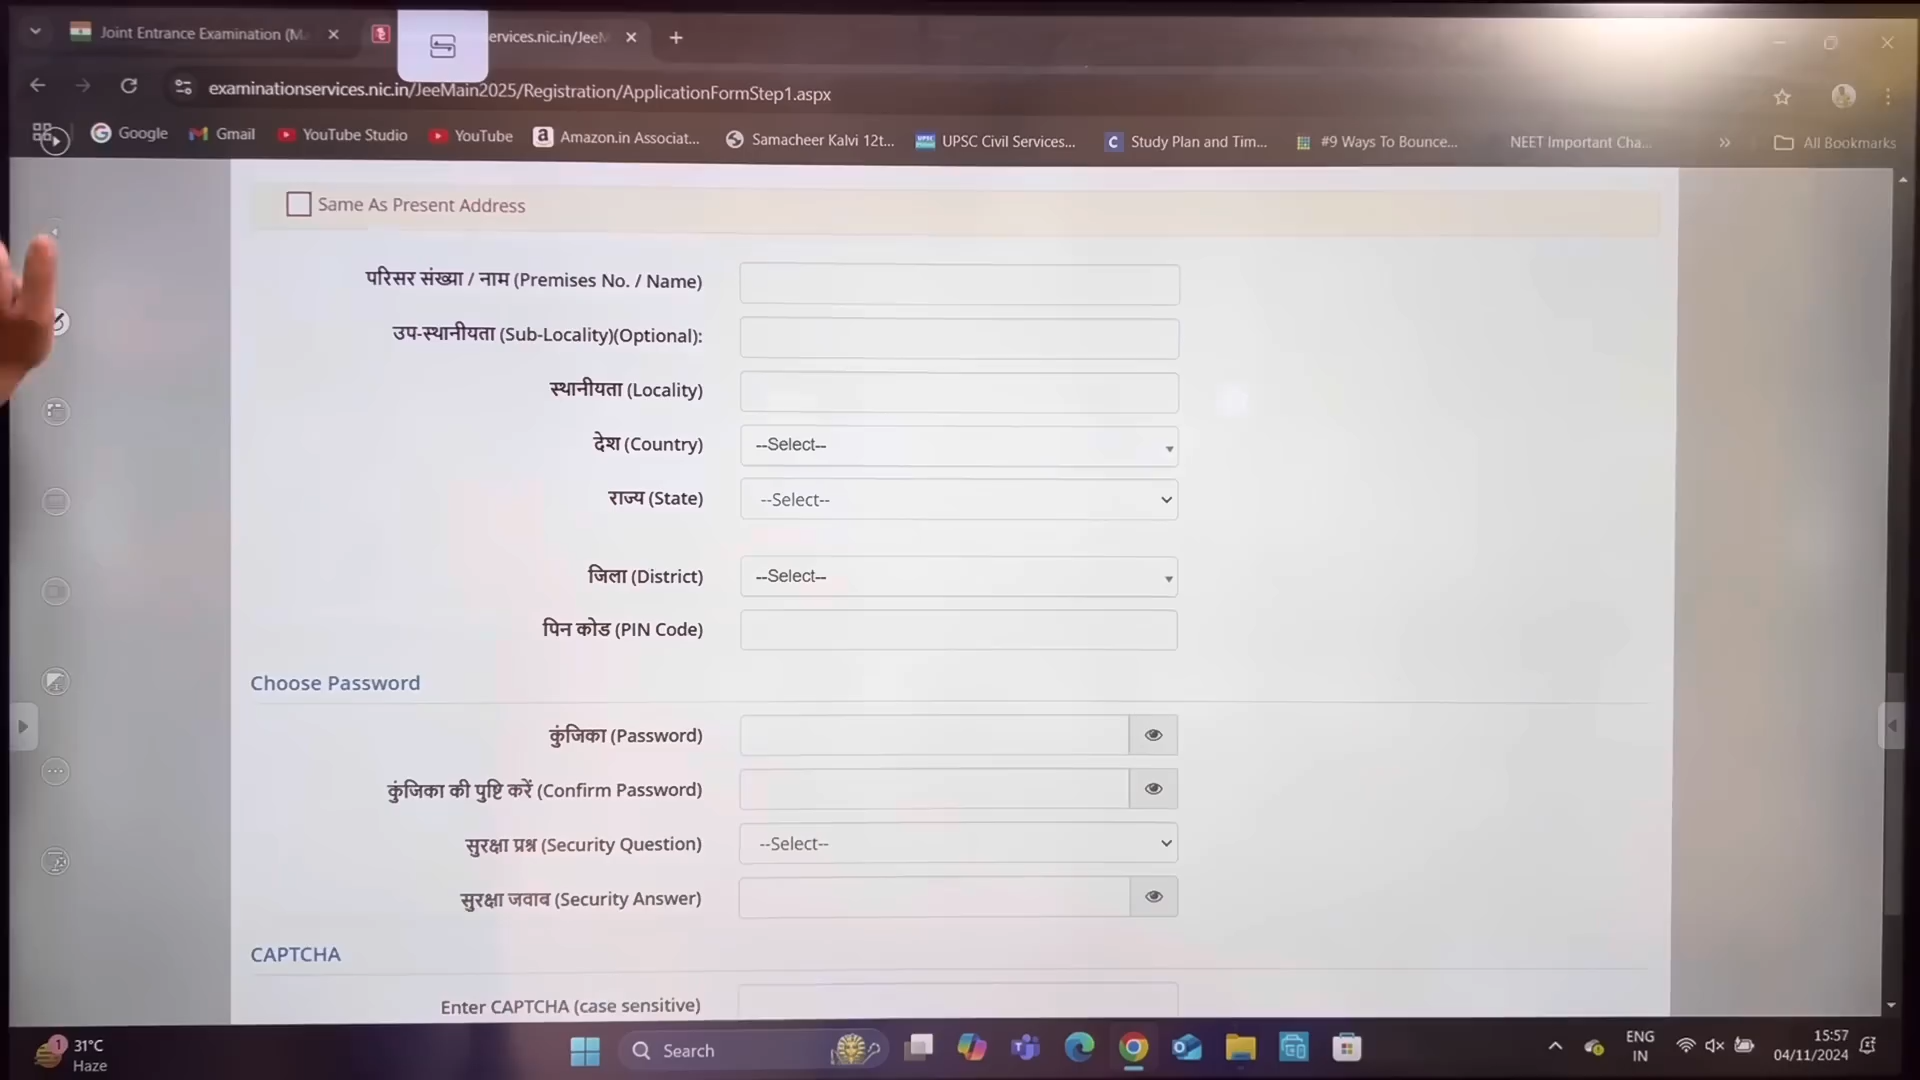 Joint Entrance Examination (Ma
ervices.nic.in/JeeM
examinationservices.nic.in/JeeMain2025/Registration/ApplicationFormStep1.aspx
Google Gmail YouTube Studio YouTube Amazon.in Associat... Samacheer Kalvi 12t... UPSC Civil Services... Study Plan and Tim... #9 Ways To Bounce... NEET Important Cha... » All Bookmarks
Same As Present Address
परिसर संख्या / नाम (Premises No. / Name)
उप-स्थानीयता (Sub-Locality)(Optional):
स्थानीयता (Locality)
देश (Country) --Select--
राज्य (State) --Select--
जिला (District) --Select--
पिन कोड (PIN Code)
Choose Password
कुंजिका (Password)
कुंजिका की पुष्टि करें (Confirm Password)
सुरक्षा प्रश्न (Security Question) --Select--
सुरक्षा जवाब (Security Answer)
CAPTCHA
Enter CAPTCHA (case sensitive)
1 31°C
Haze
Search
ENG
IN
15:57
04/11/2024